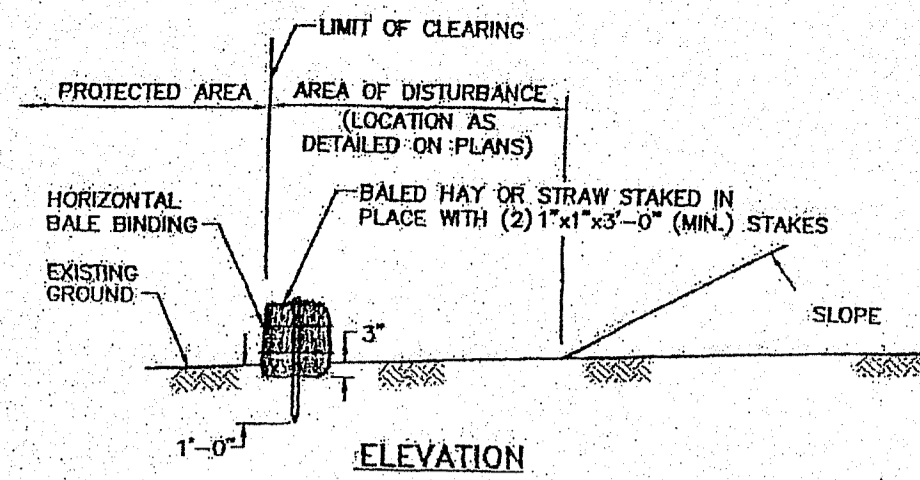 LIMIT OF CLEARING
PROTECTED AREA
AREA OF DISTURBANCE
(LOCATION AS
DETAILED ON PLANS)
HORIZONTAL
BALE BINDING
BALED HAY OR STRAW STAKED IN
PLACE WITH (2) 1"x1"x3'-0" (MIN.) STAKES
EXISTING
GROUND
SLOPE
3"
1'-0"
ELEVATION